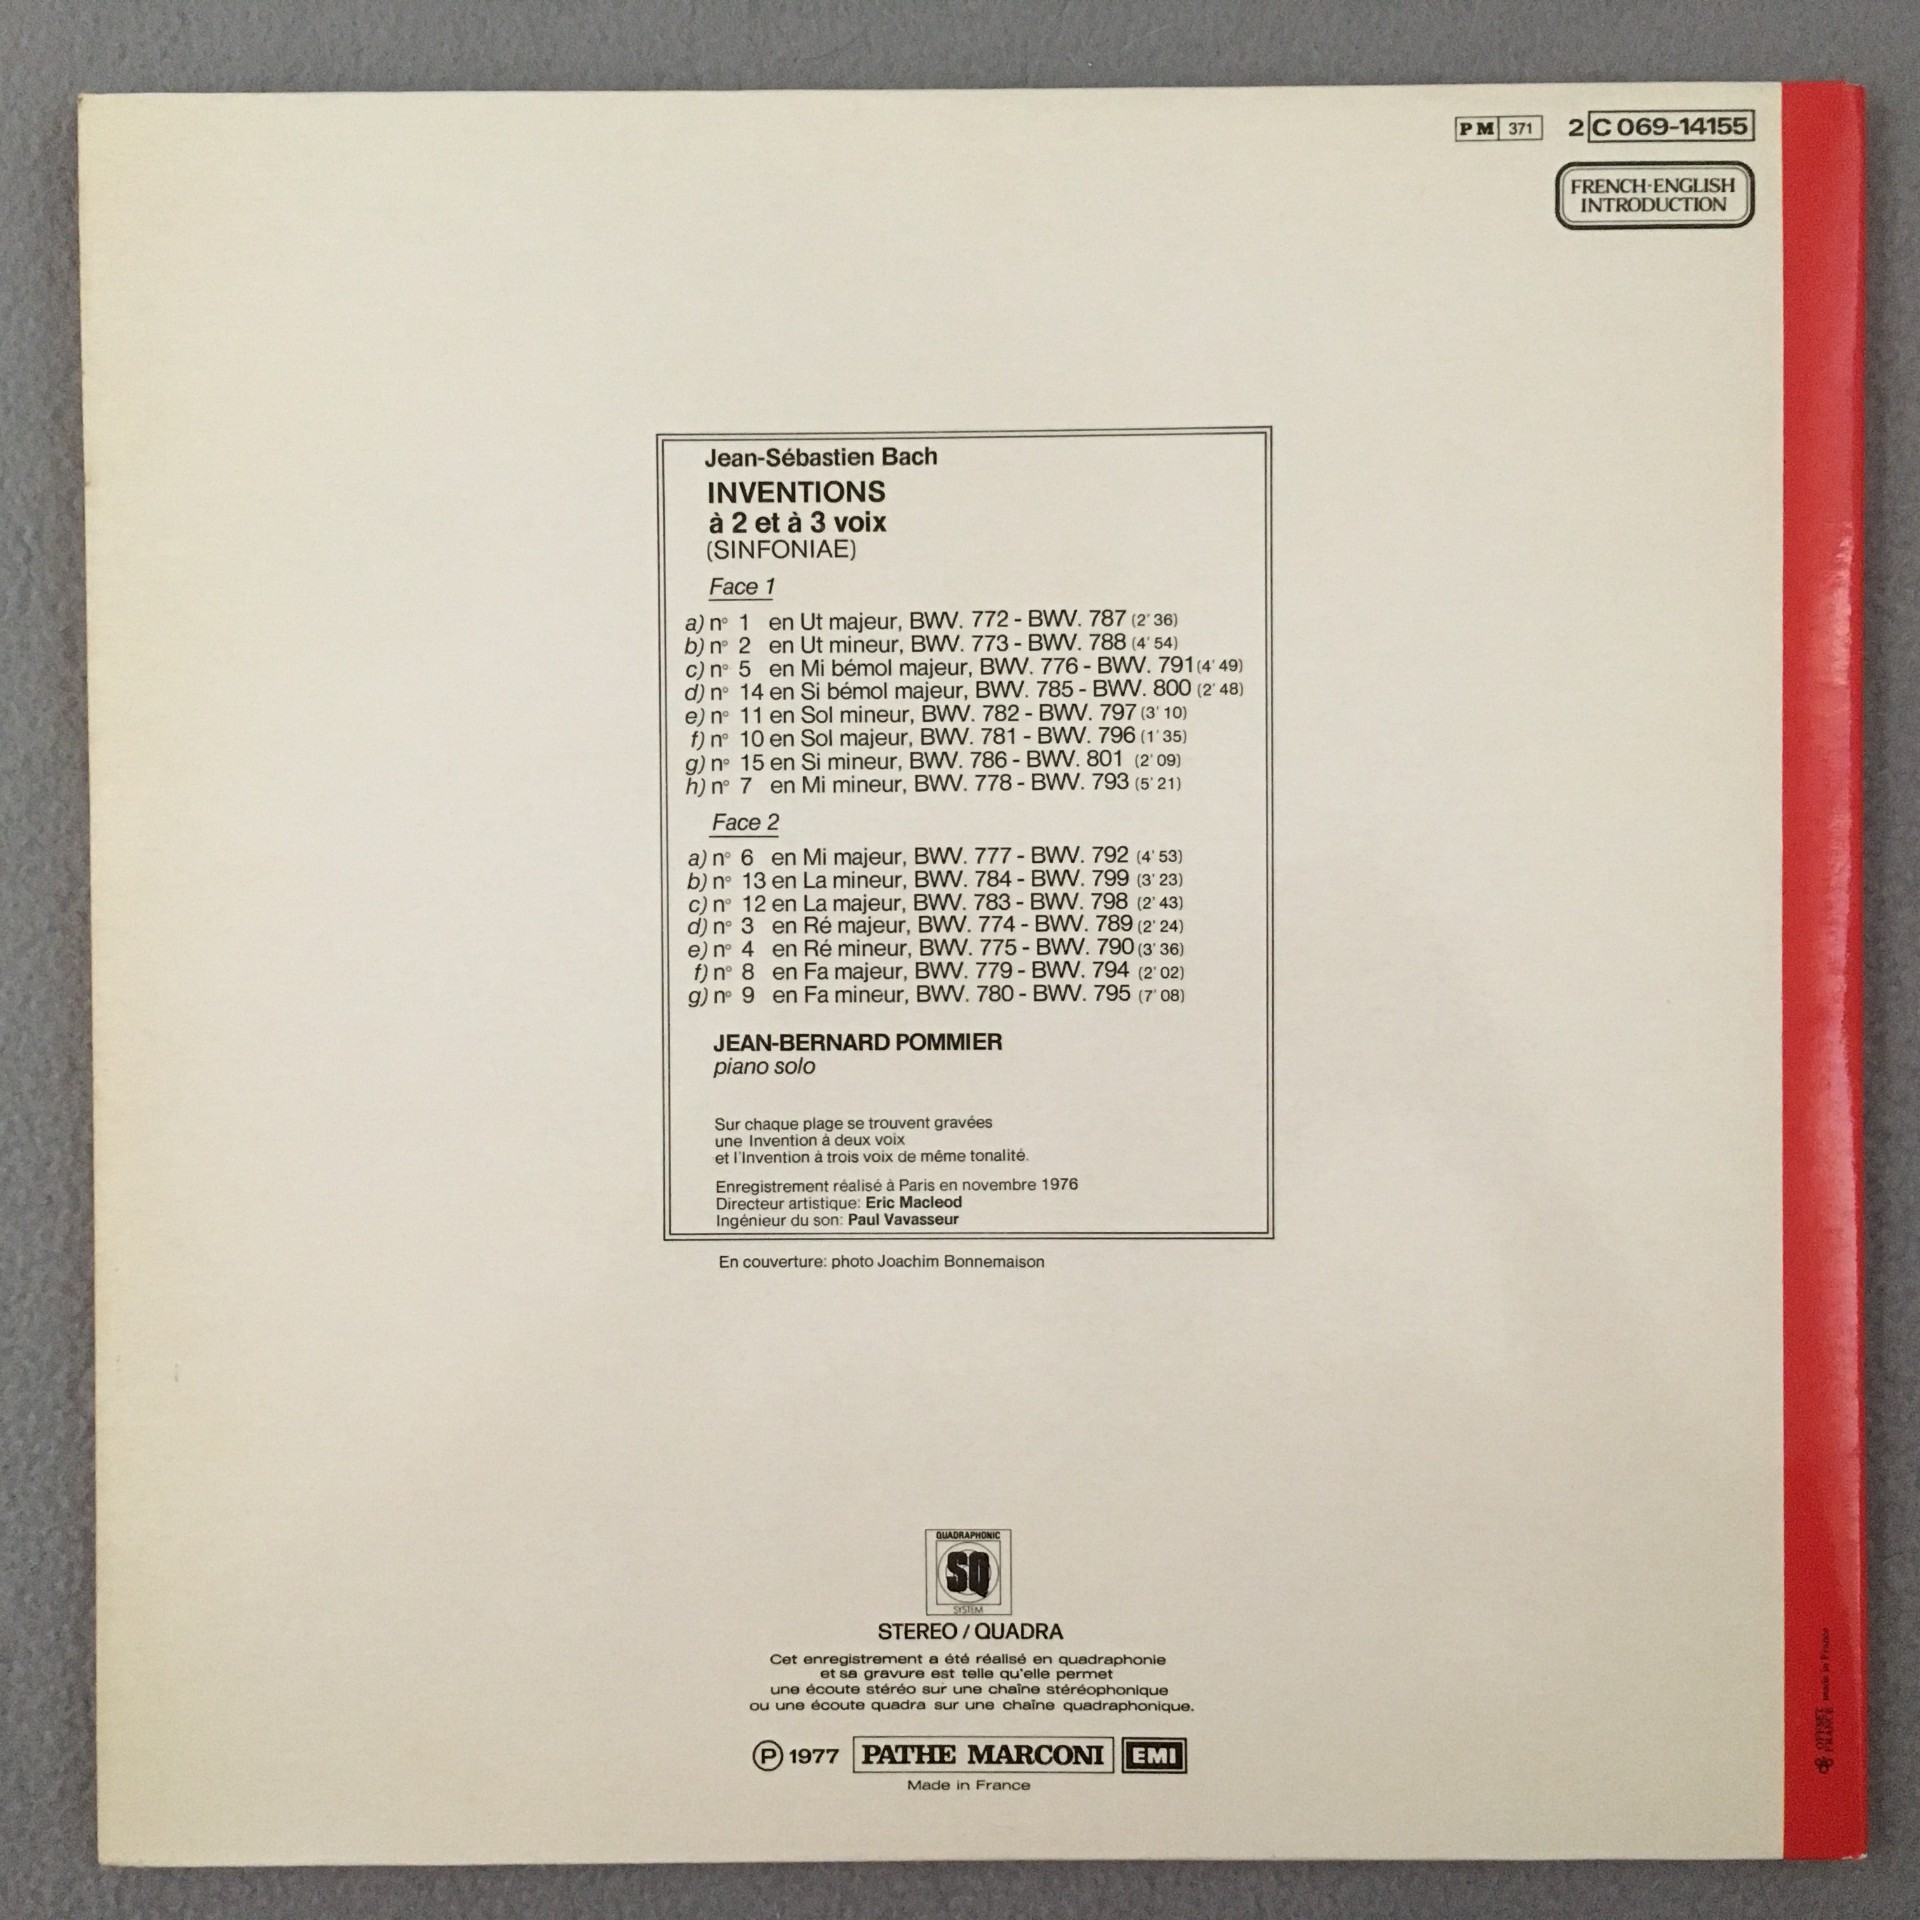 PM 371 2 C 069-14155
FRENCH-ENGLISH
INTRODUCTION
Jean-Sébastien Bach
INVENTIONS
à 2 et à 3 voix
(SINFONIAE)
Face 1
a) n° 1 en Ut majeur, BWV. 772 - BWV. 787 (2' 36)
b) n° 2 en Ut mineur, BWV. 773 - BWV. 788 (4' 54)
c) n° 5 en Mi bémol majeur, BWV. 776 - BWV. 791 (4' 49)
d) n° 14 en Si bémol majeur, BWV. 785 - BWV. 800 (2' 48)
e) n° 11 en Sol mineur, BWV. 782 - BWV. 797 (3' 10)
f) n° 10 en Sol majeur, BWV. 781 - BWV. 796 (1' 35)
g) n° 15 en Si mineur, BWV. 786 - BWV. 801 (2' 09)
h) n° 7 en Mi mineur, BWV. 778 - BWV. 793 (5' 21)
Face 2
a) n° 6 en Mi majeur, BWV. 777 - BWV. 792 (4' 53)
b) n° 13 en La mineur, BWV. 784 - BWV. 799 (3' 23)
c) n° 12 en La majeur, BWV. 783 - BWV. 798 (2' 43)
d) n° 3 en Ré majeur, BWV. 774 - BWV. 789 (2' 24)
e) n° 4 en Ré mineur, BWV. 775 - BWV. 790 (3' 36)
f) n° 8 en Fa majeur, BWV. 779 - BWV. 794 (2' 02)
g) n° 9 en Fa mineur, BWV. 780 - BWV. 795 (7' 08)
JEAN-BERNARD POMMIER
piano solo
Sur chaque plage se trouvent gravées
une Invention à deux voix
et l'Invention à trois voix de même tonalité.
Enregistrement réalisé à Paris en novembre 1976
Directeur artistique: Eric Macleod
Ingénieur du son: Paul Vavasseur
En couverture: photo Joachim Bonnemaison
QUADRAPHONIC
SQ
SYSTEM
STEREO / QUADRA
Cet enregistrement a été réalisé en quadraphonie
et sa gravure est telle qu'elle permet
une écoute stéréo sur une chaîne stéréophonique
ou une écoute quadra sur une chaîne quadraphonique.
Ⓟ 1977 PATHE MARCONI EMI
Made in France
OFFSET
FRANCE made in France